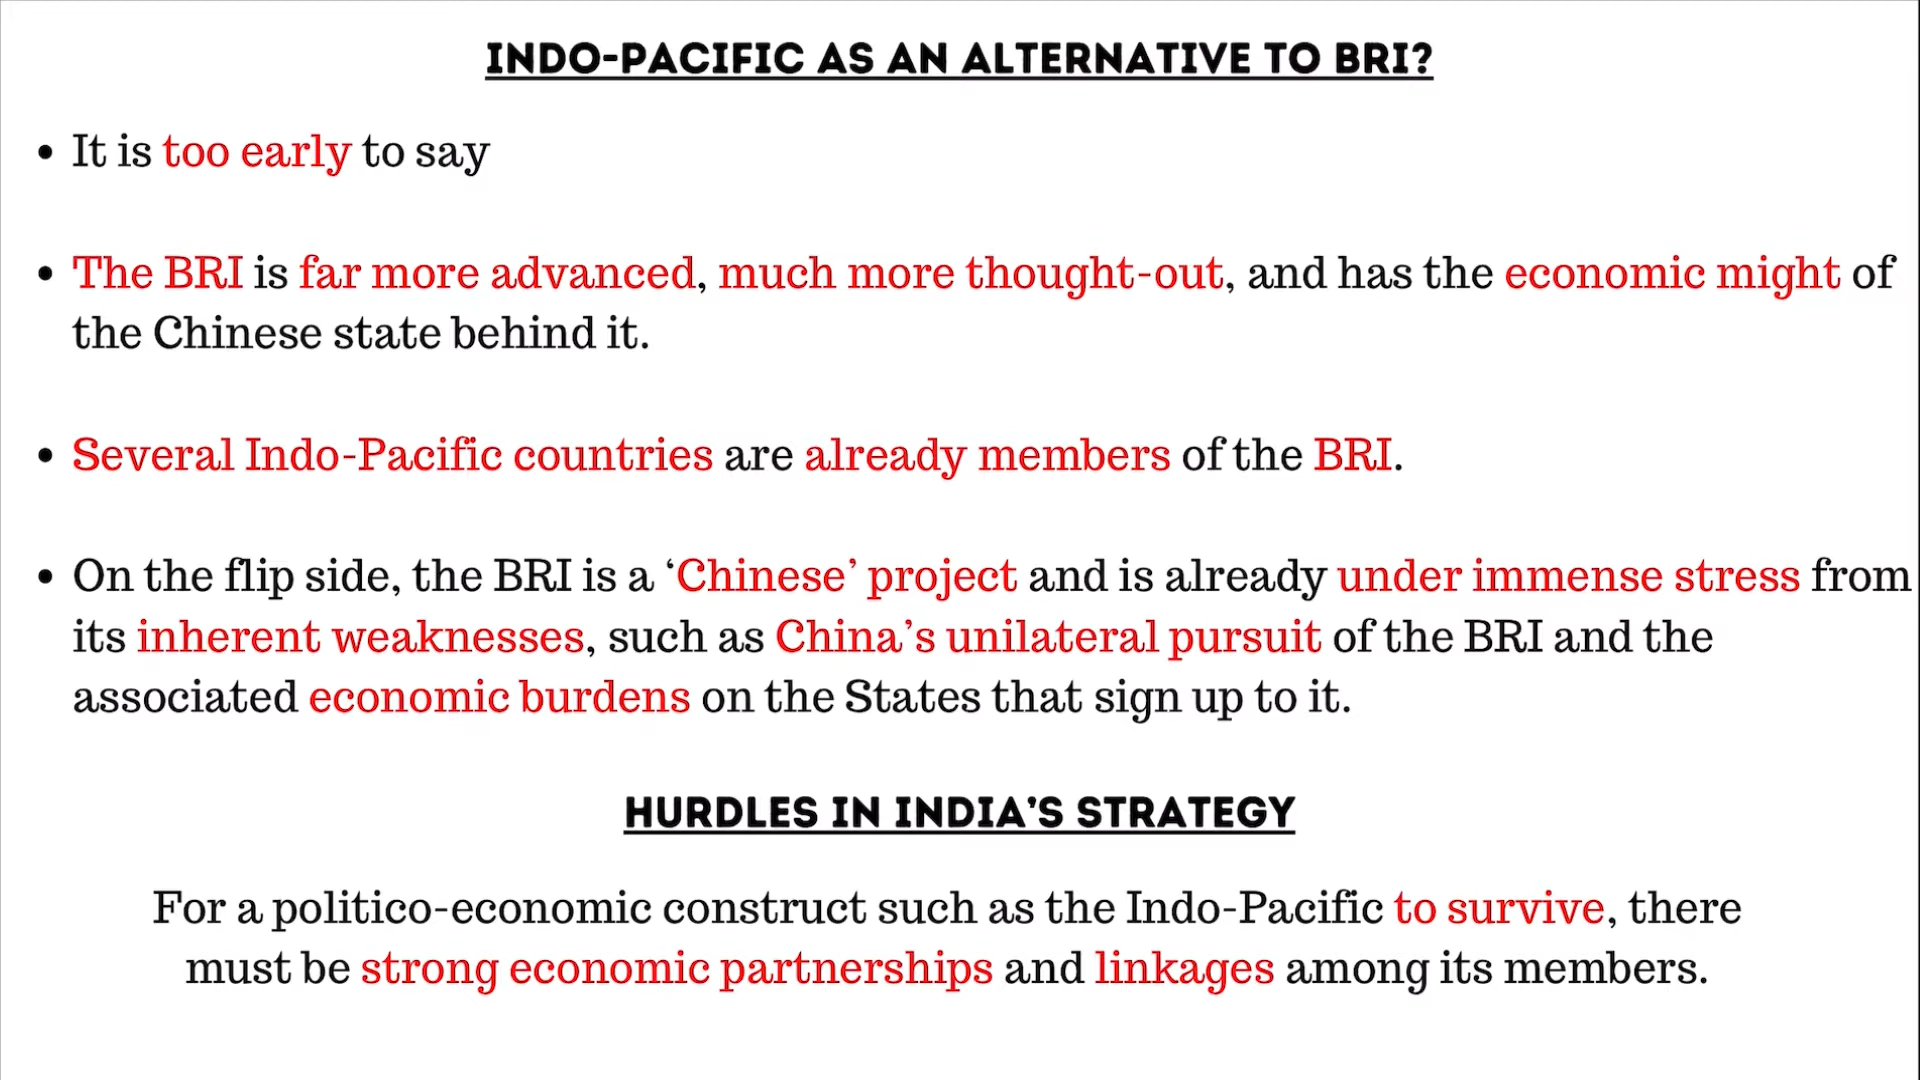 INDO-PACIFIC AS AN ALTERNATIVE TO BRI?
• It is too early to say
• The BRI is far more advanced, much more thought-out, and has the economic might of
the Chinese state behind it.
• Several Indo-Pacific countries are already members of the BRI.
• On the flip side, the BRI is a ‘Chinese’ project and is already under immense stress from
its inherent weaknesses, such as China’s unilateral pursuit of the BRI and the
associated economic burdens on the States that sign up to it.
HURDLES IN INDIA’S STRATEGY
For a politico-economic construct such as the Indo-Pacific to survive, there
must be strong economic partnerships and linkages among its members.